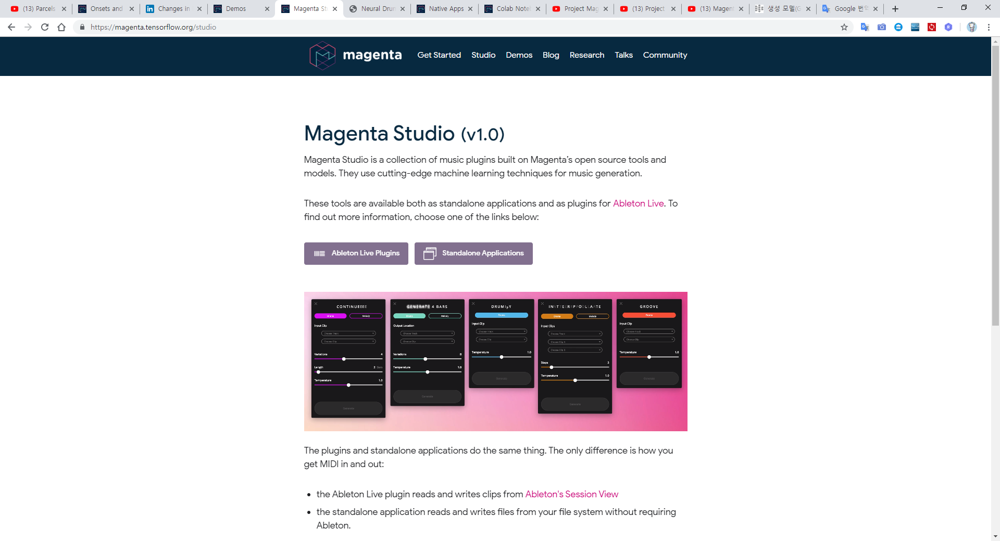 (13) Parcels
Onsets and
Changes in
Demos
Magenta St
Neural Drun
Native Apps
Colab Note
Project Mag
(13) Project
(13) Magent
생성 모델(G
Google 번역
https://magenta.tensorflow.org/studio
magenta
Get Started
Studio
Demos
Blog
Research
Talks
Community
Magenta Studio (v1.0)
Magenta Studio is a collection of music plugins built on Magenta's open source tools and
models. They use cutting-edge machine learning techniques for music generation.
These tools are available both as standalone applications and as plugins for Ableton Live. To
find out more information, choose one of the links below:
Ableton Live Plugins
Standalone Applications
CONTINUEEEE
Drums
Melody
Input Clip
Choose Track
Choose Clip
Variations 4
Length 2 Bars
Temperature 1.0
Generate
GENERATE 4 BARS
Drums
Melody
Output Location
Choose Track
Choose Clip
Variations 8
Temperature 1.0
Generate
DRUMIFY
Drums
Input Clip
Choose Track
Choose Clip
Temperature 1.0
Generate
INNTTEERRPPOOLLAATE
Drums
Melody
Input Clips
Choose Track
Choose Clip A
Choose Clip B
Steps 3
Temperature 1.0
Generate
GROOVE
Drums
Input Clip
Choose Track
Choose Clip
Temperature 1.0
Generate
The plugins and standalone applications do the same thing. The only difference is how you
get MIDI in and out:
• the Ableton Live plugin reads and writes clips from Ableton's Session View
• the standalone application reads and writes files from your file system without requiring
Ableton.